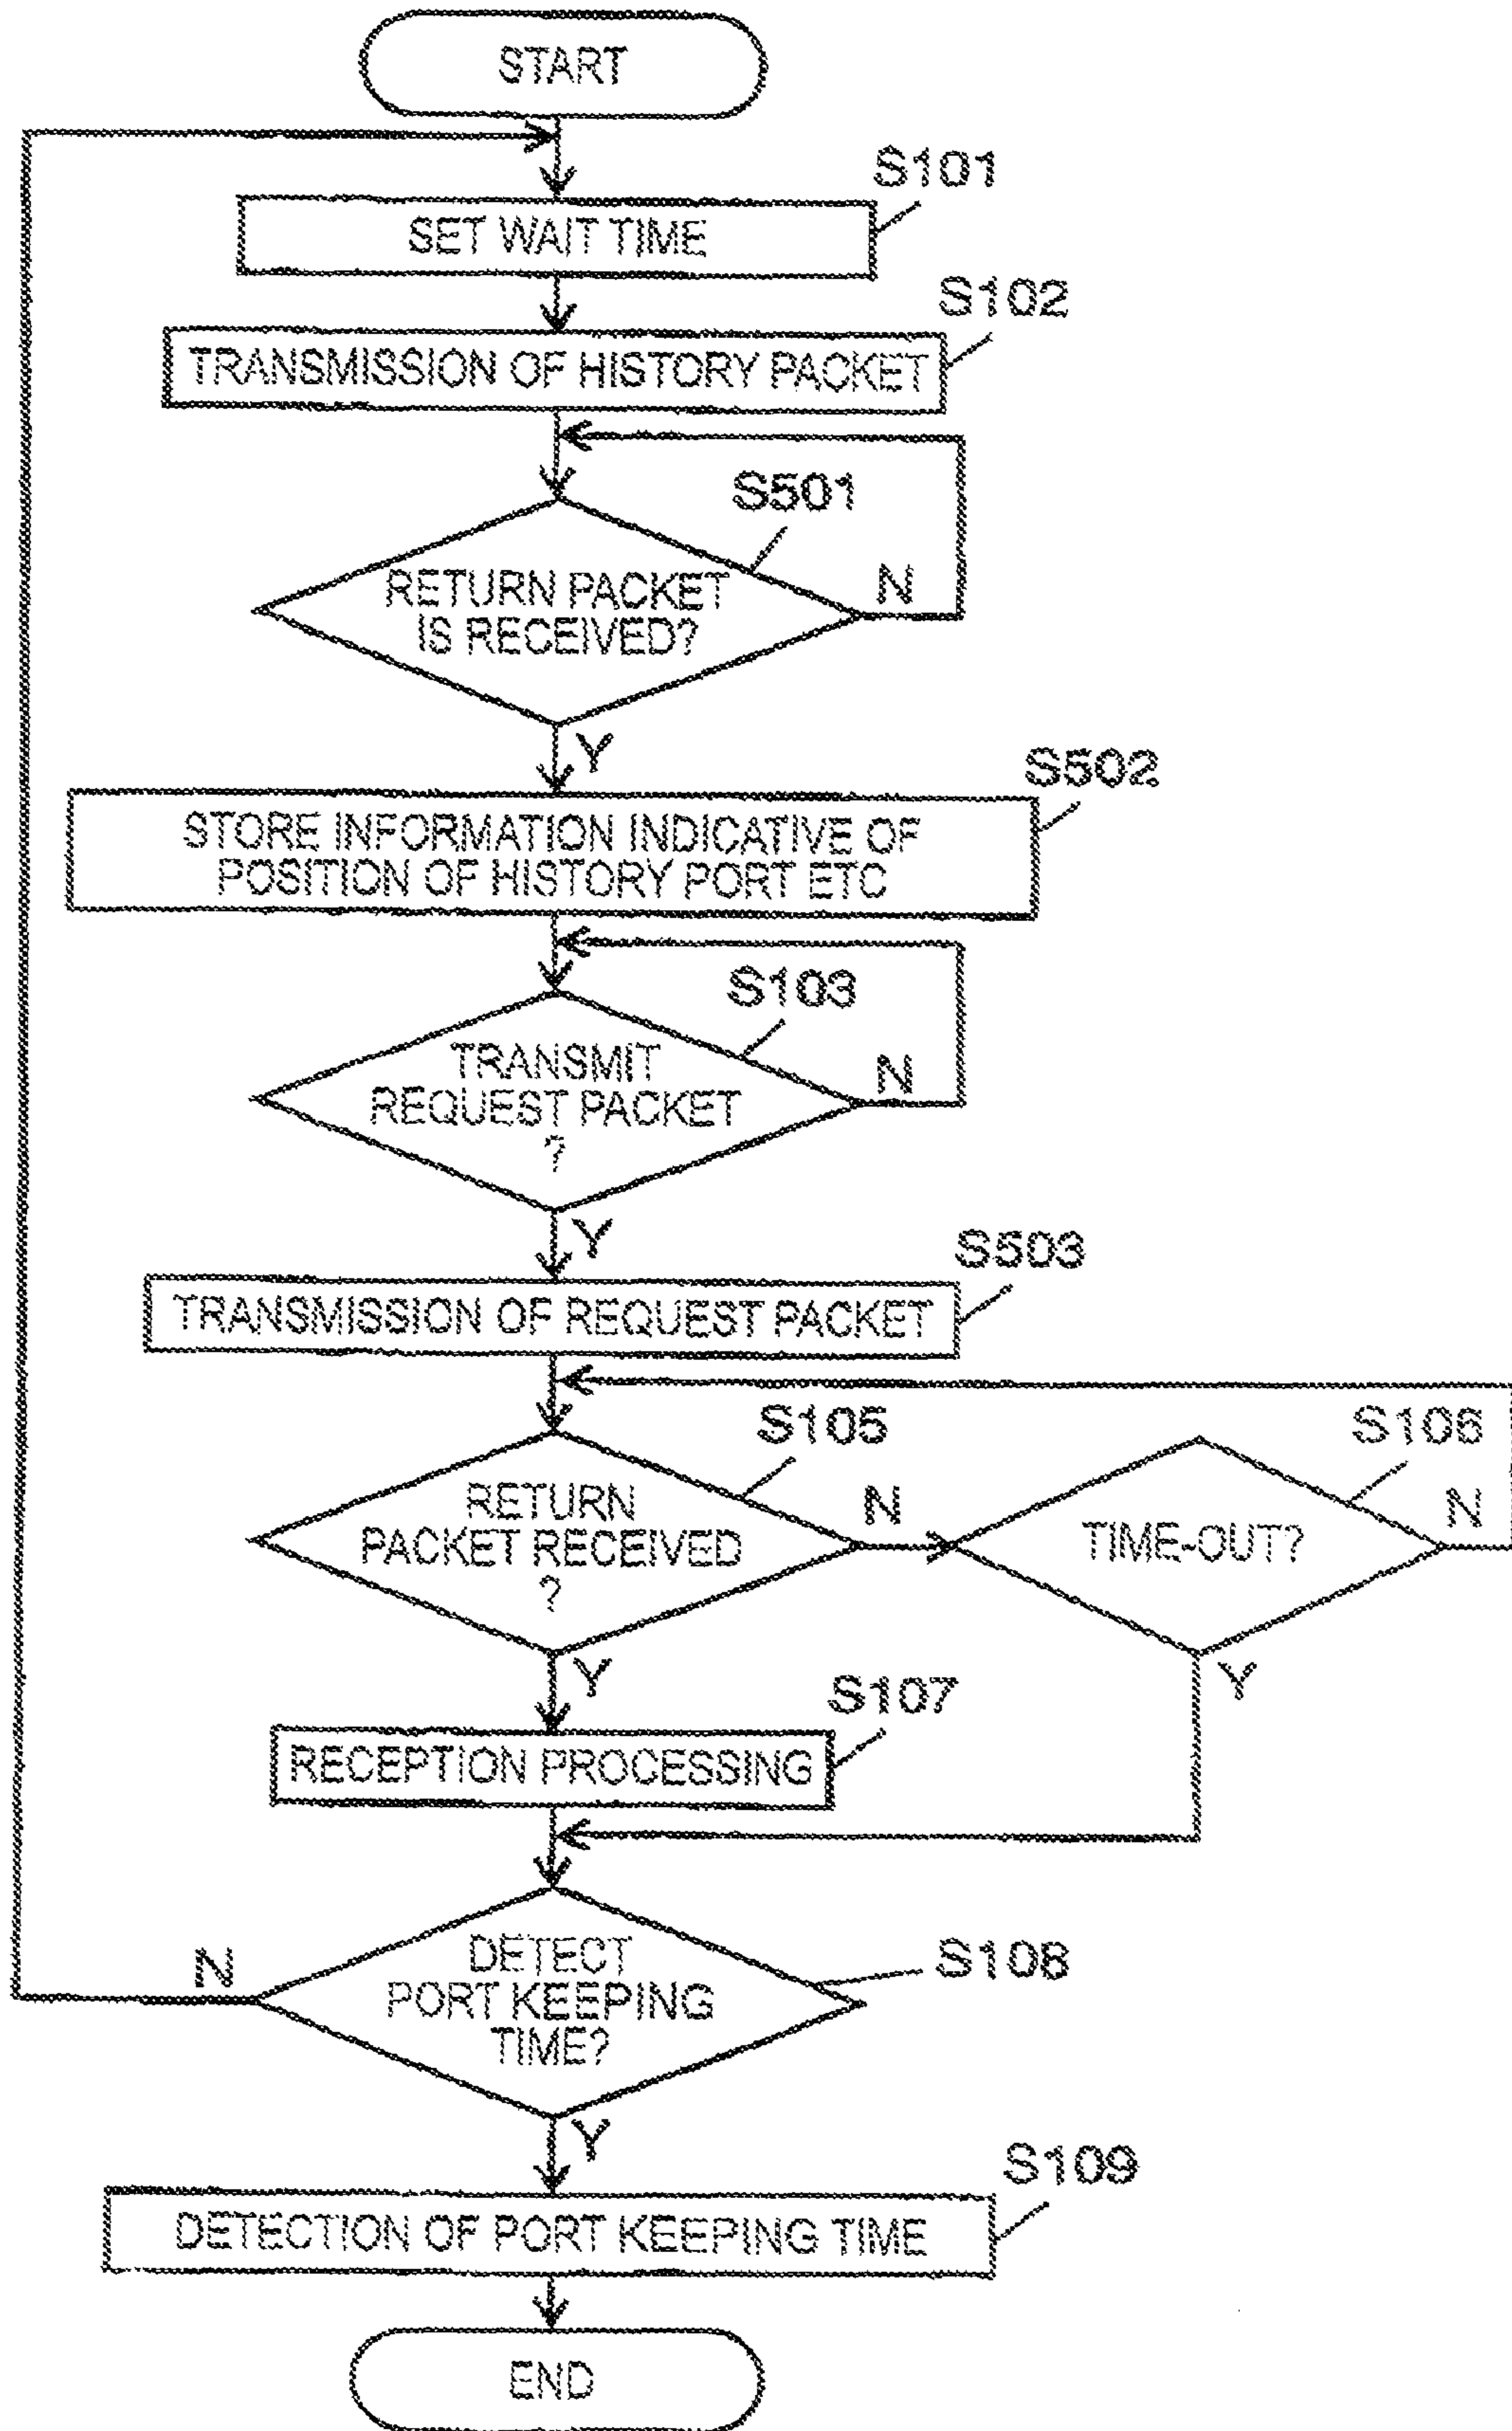 START
S101
SET WAIT TIME
S102
TRANSMISSION OF HISTORY PACKET
S501
RETURN PACKET
IS RECEIVED?
N
Y
S502
STORE INFORMATION INDICATIVE OF
POSITION OF HISTORY PORT ETC
S103
TRANSMIT
REQUEST PACKET
?
N
Y
S503
TRANSMISSION OF REQUEST PACKET
S105
RETURN
PACKET RECEIVED
?
N
S106
TIME-OUT?
N
Y
Y
S107
RECEPTION PROCESSING
S108
DETECT
PORT KEEPING
TIME?
N
Y
S109
DETECTION OF PORT KEEPING TIME
END